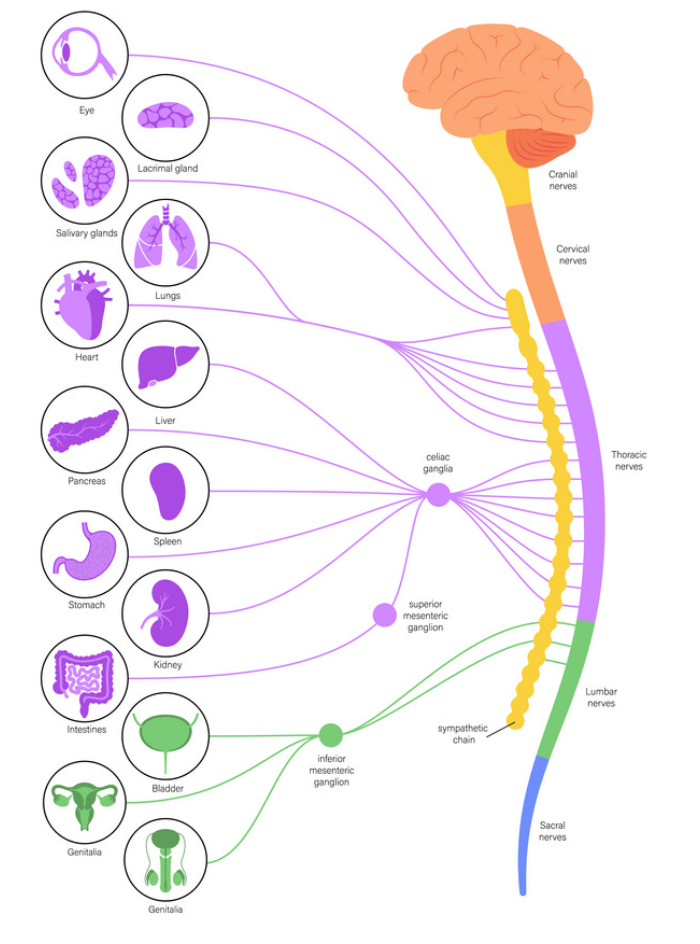 Eye
Lacrimal gland
Salivary glands
Lungs
Heart
Liver
Pancreas
Spleen
Stomach
Kidney
Intestines
Bladder
Genitalia
Genitalia
celiac
ganglia
superior
mesenteric
ganglion
inferior
mesenteric
ganglion
sympathetic
chain
Cranial
nerves
Cervical
nerves
Thoracic
nerves
Lumbar
nerves
Sacral
nerves